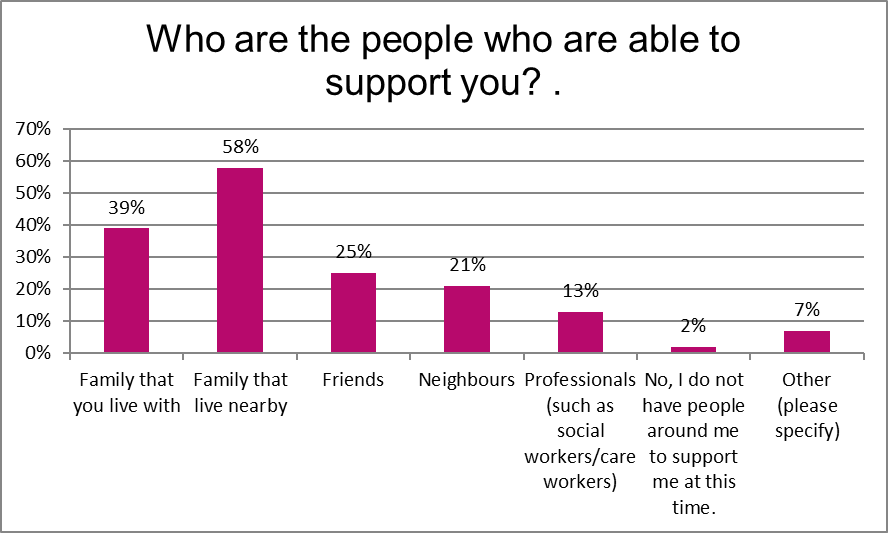 Who are the people who are able to
support you? .
70%
60%
50%
40%
30%
20%
10%
0%
39%
58%
25%
21%
13%
2%
7%
Family that
you live with
Family that
live nearby
Friends
Neighbours
Professionals
(such as
social
workers/care
workers)
No, I do not
have people
around me
to support
me at this
time.
Other
(please
specify)